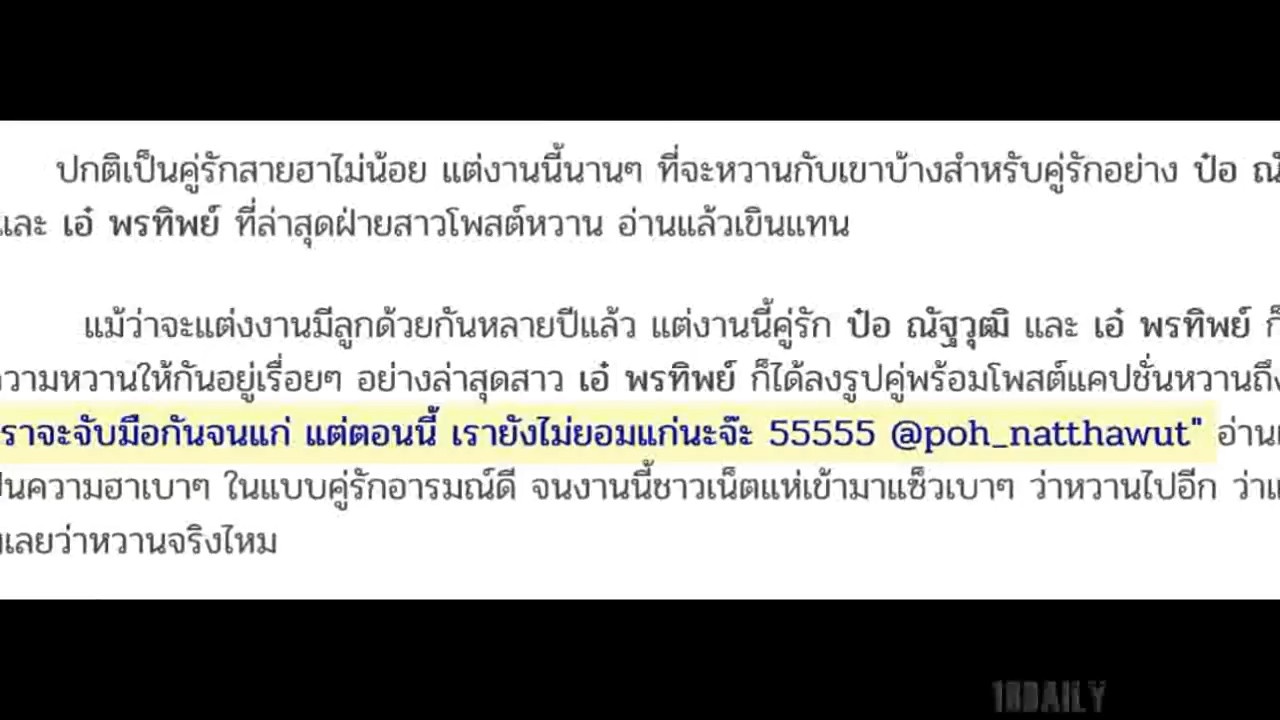 ปกติเป็นคู่รักสายฮาไม่น้อย แต่งานนี้นานๆ ที่จะหวานกับเขาบ้างสำหรับคู่รักอย่าง ป๋อ
และ เอ๋ พรทิพย์ ที่ล่าสุดฝ่ายสาวโพสต์หวาน อ่านแล้วเขินแทน
แม้ว่าจะแต่งงานมีลูกด้วยกันหลายปีแล้ว แต่งานนี้คู่รัก ป๋อ ณัฐวุฒิ และ เอ๋ พรทิพย์
วามหวานให้กันอยู่เรื่อยๆ อย่างล่าสุดสาว เอ๋ พรทิพย์ ก็ได้ลงรูปคู่พร้อมโพสต์แคปชั่นหวานถึง
ราจะจับมือกันจนแก่ แต่ตอนนี้ เรายังไม่ยอมแก่นะจ๊ะ 55555 @poh_natthawut" อ่าน
ป็นความฮาเบาๆ ในแบบคู่รักอารมณ์ดี จนงานนี้ชาวเน็ตแห่เข้ามาแซ็วเบาๆ ว่าหวานไปอีก ว่า
เลยว่าหวานจริงไหม